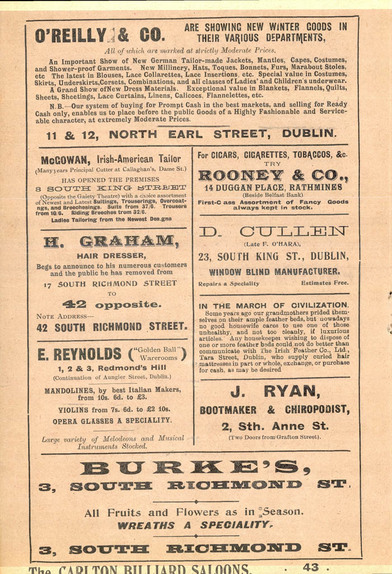 O'REILLY & CO.
ARE SHOWING NEW WINTER GOODS IN
THEIR VARIOUS DEPARTMENTS,
All of which are marked at strictly Moderate Prices.
An Important Show of New German Tailor-made Jackets, Mantles, Capes, Costumes,
and Shower-proof Garments. New Millinery, Hats, Toques, Bonnets, Furs, Marabout Stoles,
etc The latest in Blouses, Lace Collarettes, Lace Insertions, etc. Special value in Costumes,
Skirts, Underskirts, Corsets, Combinations, and all classes of Ladies' and Children's underwear.
A Grand Show of New Dress Materials. Exceptional value in Blankets, Flannels, Quilts,
Sheets, Sheetings, Lace Curtains, Linens, Calicoes, Flannelettes, etc.
N.B.—Our system of buying for Prompt Cash in the best markets, and selling for Ready
Cash only, enables us to place before the public Goods of a Highly Fashionable and Service-
able character, at extremely Moderate Prices.
11 & 12, NORTH EARL STREET, DUBLIN.
McGOWAN, Irish-American Tailor
(Many years Principal Cutter at Callaghan's, Dame St.)
HAS OPENED THE PREMISES
8 SOUTH KING STREET
(Opposite the Gaiety Theatre) with a choice assortment
of Newest and Latest Suitings, Trouserings, Overcoat-
ings, and Breechings. Suits from 37/6. Trousers
from 10/6. Riding Breeches from 22/6.
Ladies Tailoring from the Newest Designs
H. GRAHAM,
HAIR DRESSER,
Begs to announce to his numerous customers
and the public he has removed from
17 SOUTH RICHMOND STREET
TO
42 opposite.
NOTE ADDRESS—
42 SOUTH RICHMOND STREET.
E. REYNOLDS ("Golden Ball" Warerooms)
1, 2 & 3, Redmond's Hill
(Continuation of Aungier Street, Dublin.)
MANDOLINES, by best Italian Makers,
from 10s. 6d. to £3.
VIOLINS from 7s. 6d. to £2 10s.
OPERA GLASSES A SPECIALITY.
Large variety of Melodeons and Musical
Instruments Stocked.
For CIGARS, CIGARETTES, TOBACCOS, &c.
TRY
ROONEY & CO.,
14 DUGGAN PLACE, RATHMINES
(Beside Belfast Bank)
First-Class Assortment of Fancy Goods
always kept in stock.
D. CULLEN
(Late F. O'HARA),
23, SOUTH KING ST., DUBLIN,
WINDOW BLIND MANUFACTURER.
Repairs a Speciality Estimates Free.
IN THE MARCH OF CIVILIZATION.
Some years ago our grandmothers prided them-
selves on their ample feather beds, but nowadays
no good housewife cares to use one of those
unhealthy, and not too cleanly, if luxurious
articles. Any housekeeper wishing to dispose of
one or more feather beds could not do better than
communicate with The Irish Feather Co., Ltd.,
Tara Street, Dublin, who supply curled hair
mattresses in part or whole, exchange, or purchase
for cash, as may be desired
J. RYAN,
BOOTMAKER & CHIROPODIST,
2, Sth. Anne St.
(Two Doors from Grafton Street).
BURKE'S,
3, SOUTH RICHMOND ST.
All Fruits and Flowers as in Season.
WREATHS A SPECIALITY.
3, SOUTH RICHMOND ST.
The CARLTON BILLIARD SALOONS. 43